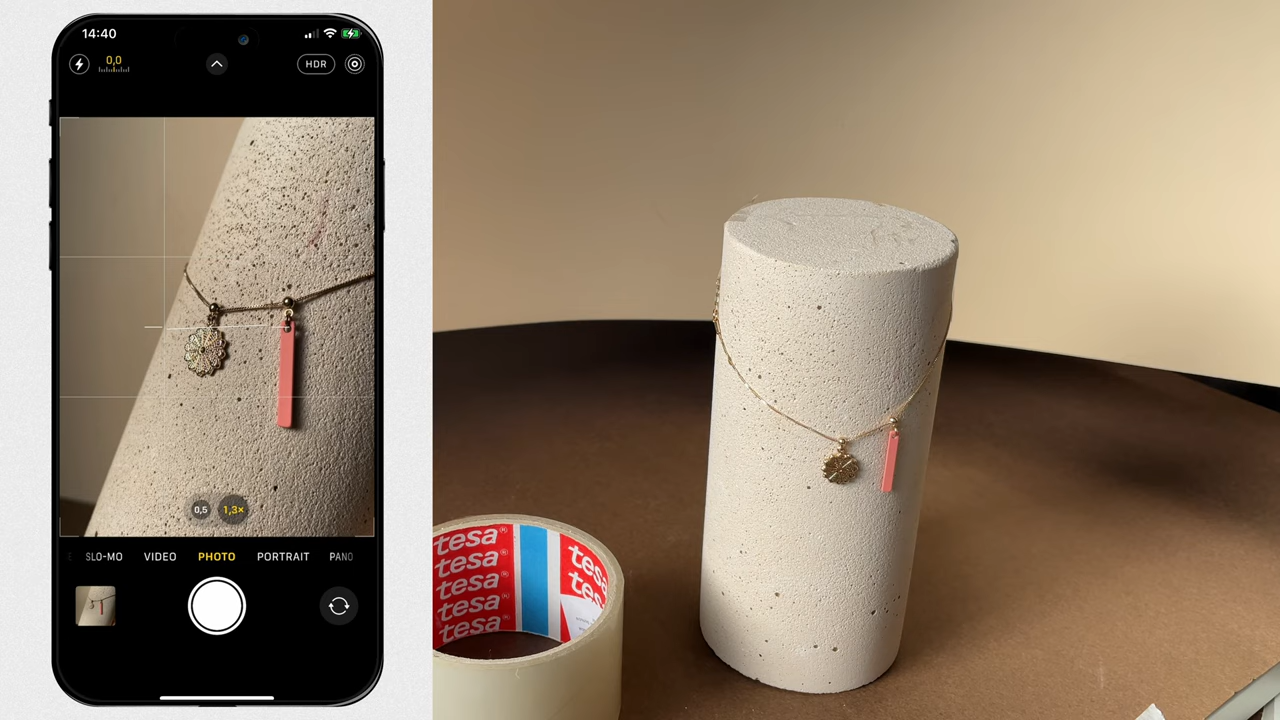 14:40
0,0
HDR
0,5
1,3×
SLO-MO
VIDEO
PHOTO
PORTRAIT
PANO
tesa®
tesa
tesa
tesa
tesa
tesa